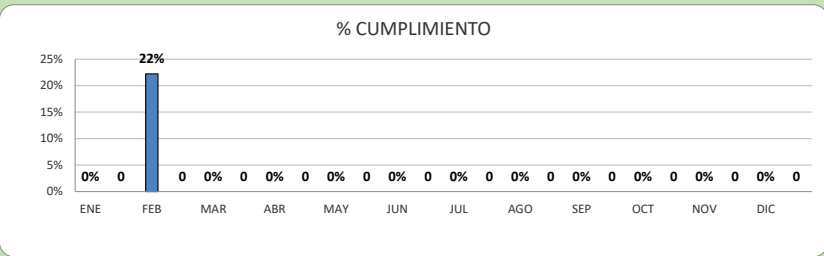 % CUMPLIMIENTO
22%
25%
20%
15%
10%
5%
0%
0% 0 0 0% 0 0% 0 0% 0 0% 0 0% 0 0% 0 0% 0 0% 0 0% 0 0% 0
ENE FEB MAR ABR MAY JUN JUL AGO SEP OCT NOV DIC